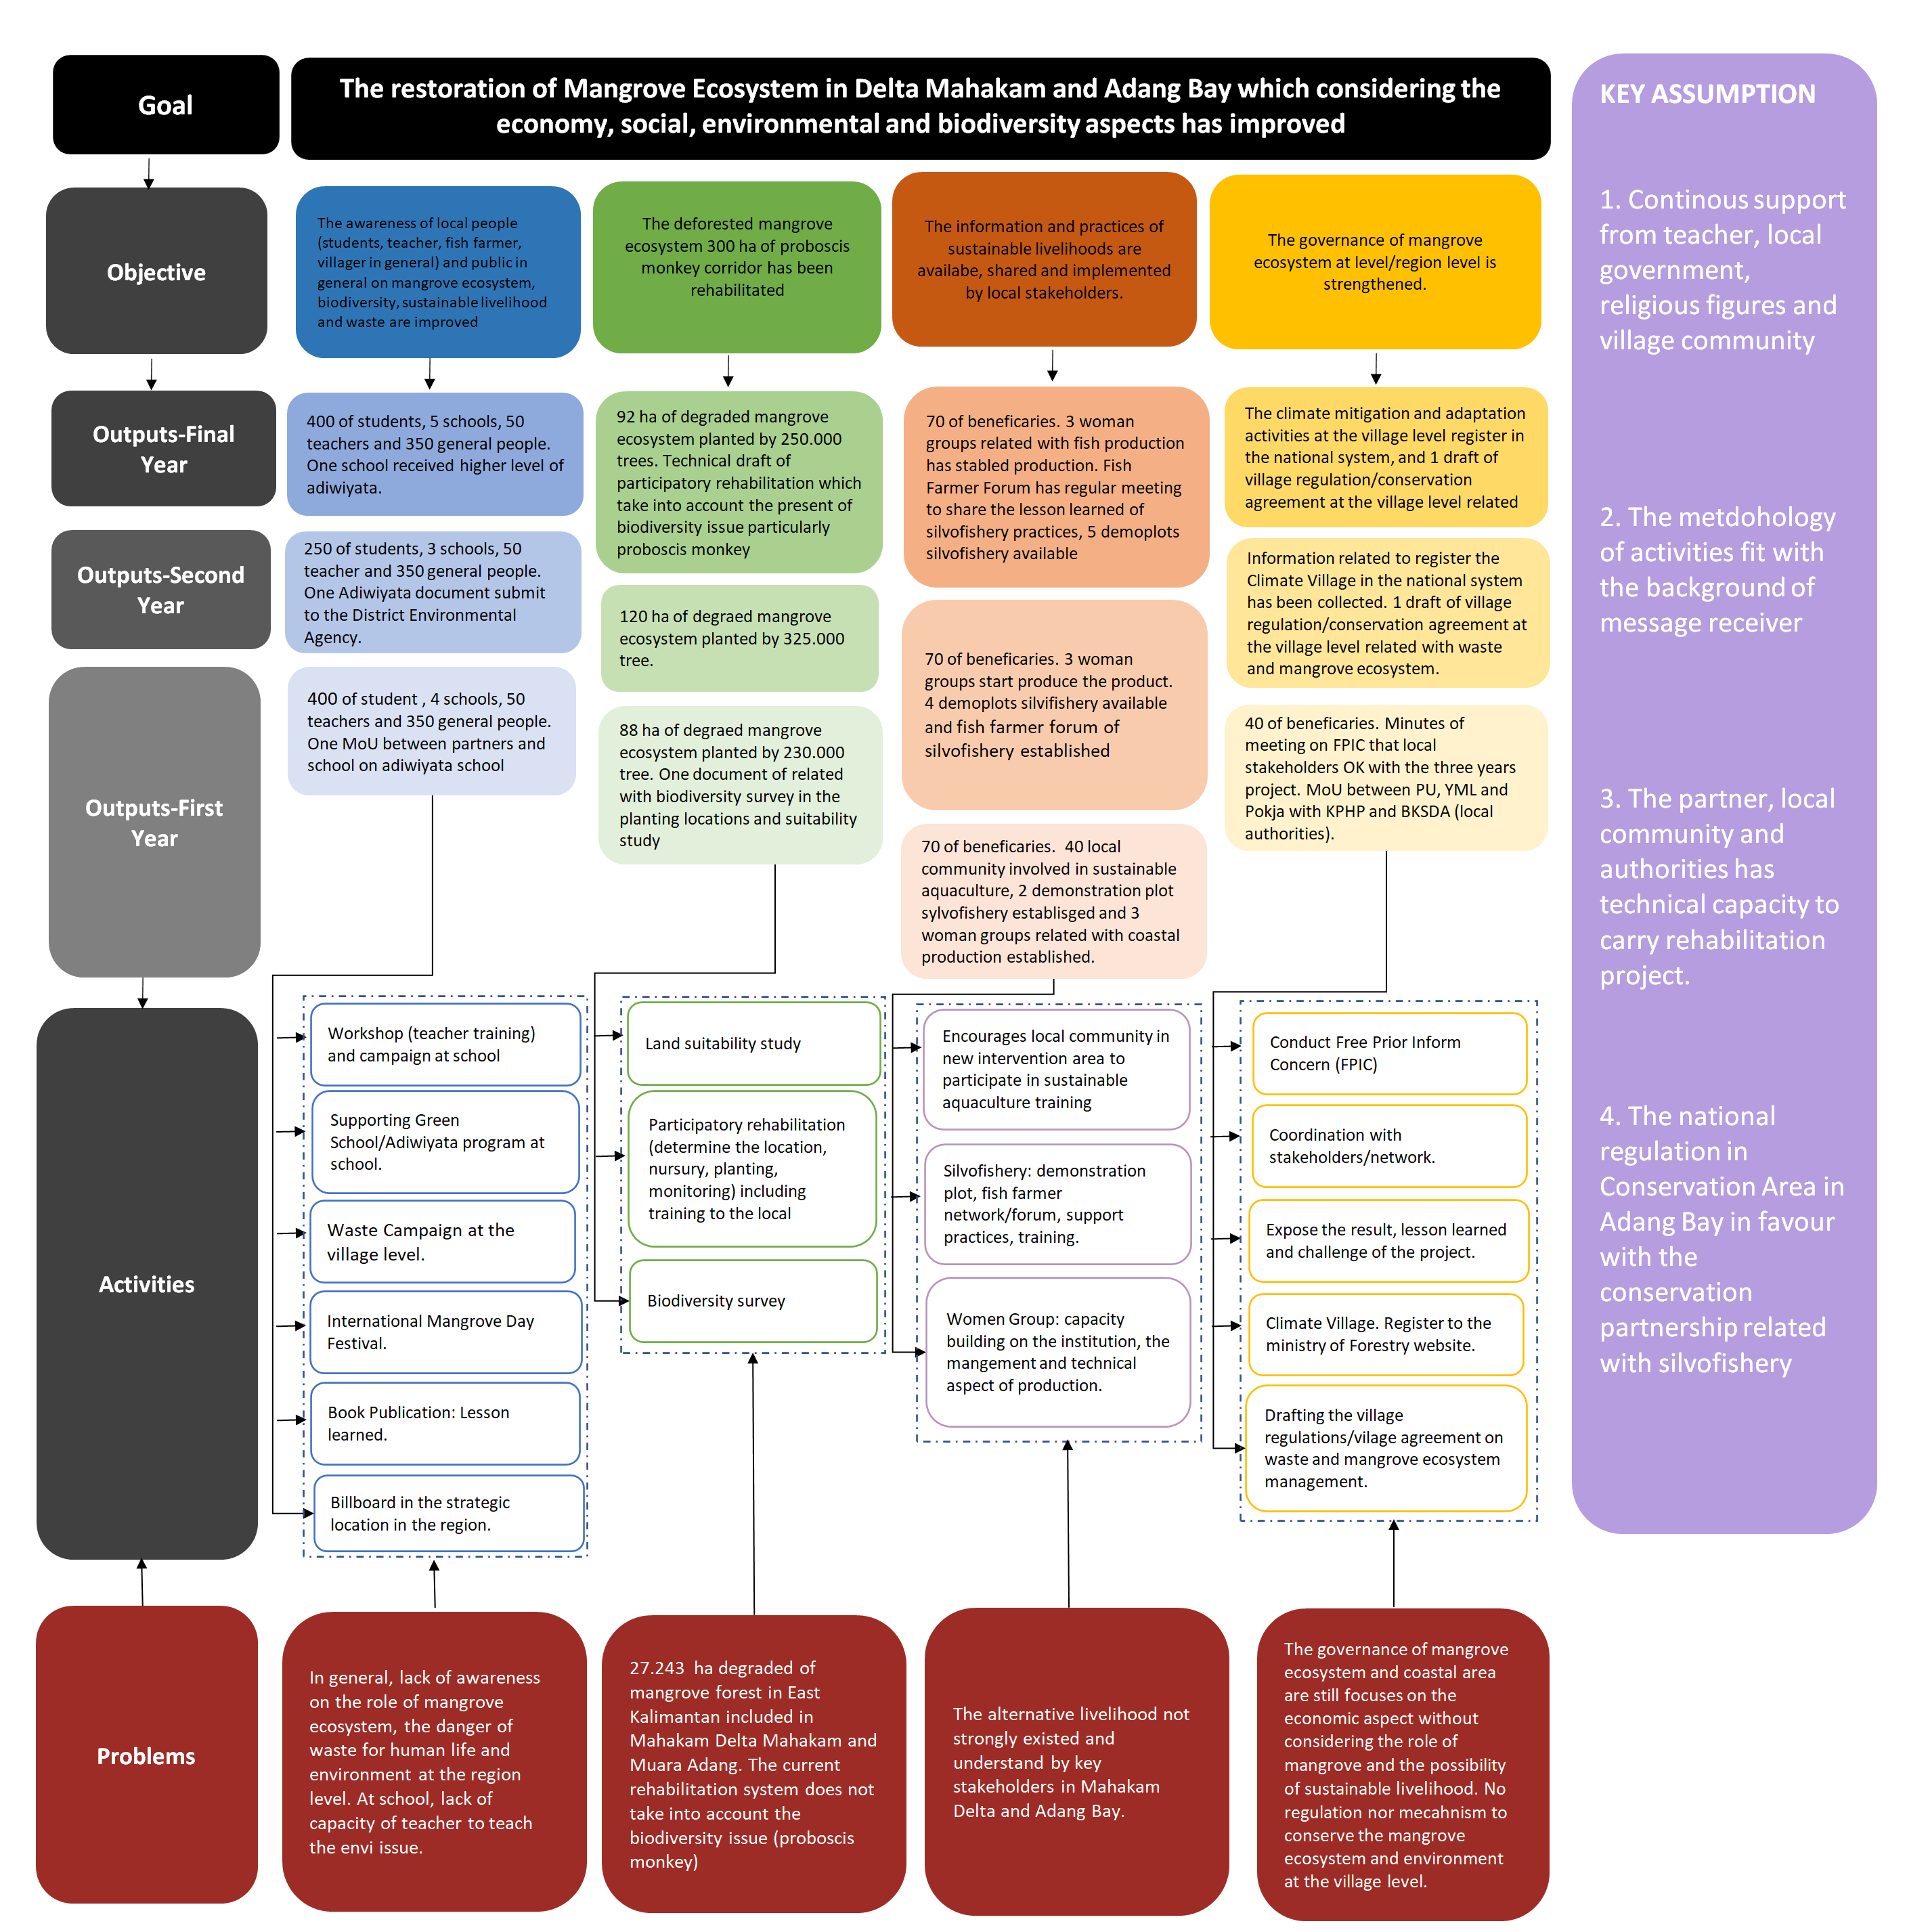 Goal
The restoration of Mangrove Ecosystem in Delta Mahakam and Adang Bay which considering the
economy, social, environmental and biodiversity aspects has improved
Objective
The awareness of local people
(students, teacher, fish farmer,
villager in general) and public in
general on mangrove ecosystem,
biodiversity, sustainable livelihood
and waste are improved
The deforested mangrove
ecosystem 300 ha of proboscis
monkey corridor has been
rehabilitated
The information and practices of
sustainable livelihoods are
availabe, shared and implemented
by local stakeholders.
The governance of mangrove
ecosystem at level/region level is
strengthened.
Outputs-Final
Year
400 of students, 5 schools, 50
teachers and 350 general people.
One school received higher level of
adiwiyata.
92 ha of degraded mangrove
ecosystem planted by 250.000
trees. Technical draft of
participatory rehabilitation which
take into account the present of
biodiversity issue particularly
proboscis monkey
70 of beneficaries. 3 woman
groups related with fish production
has stabled production. Fish
Farmer Forum has regular meeting
to share the lesson learned of
silvofishery practices, 5 demoplots
silvofishery available
The climate mitigation and adaptation
activities at the village level register in
the national system, and 1 draft of
village regulation/conservation
agreement at the village level related
Outputs-Second
Year
250 of students, 3 schools, 50
teacher and 350 general people.
One Adiwiyata document submit
to the District Environmental
Agency.
120 ha of degraed mangrove
ecosystem planted by 325.000
tree.
70 of beneficaries. 3 woman
groups start produce the product.
4 demoplots silvifishery available
and fish farmer forum of
silvofishery established
Information related to register the
Climate Village in the national system
has been collected. 1 draft of village
regulation/conservation agreement at
the village level related with waste
and mangrove ecosystem.
Outputs-First
Year
400 of student , 4 schools, 50
teachers and 350 general people.
One MoU between partners and
school on adiwiyata school
88 ha of degraed mangrove
ecosystem planted by 230.000
tree. One document of related
with biodiversity survey in the
planting locations and suitability
study
70 of beneficaries.  40 local
community involved in sustainable
aquaculture, 2 demonstration plot
sylvofishery establisged and 3
woman groups related with coastal
production established.
40 of beneficaries. Minutes of
meeting on FPIC that local
stakeholders OK with the three years
project. MoU between PU, YML and
Pokja with KPHP and BKSDA (local
authorities).
Activities
Workshop (teacher training)
and campaign at school
Supporting Green
School/Adiwiyata program at
school.
Waste Campaign at the
village level.
International Mangrove Day
Festival.
Book Publication: Lesson
learned.
Billboard in the strategic
location in the region.
Land suitability study
Participatory rehabilitation
(determine the location,
nursury, planting,
monitoring) including
training to the local
Biodiversity survey
Encourages local community in
new intervention area to
participate in sustainable
aquaculture training
Silvofishery: demonstration
plot, fish farmer
network/forum, support
practices, training.
Women Group: capacity
building on the institution, the
mangement and technical
aspect of production.
Conduct Free Prior Inform
Concern (FPIC)
Coordination with
stakeholders/network.
Expose the result, lesson learned
and challenge of the project.
Climate Village. Register to the
ministry of Forestry website.
Drafting the village
regulations/vilage agreement on
waste and mangrove ecosystem
management.
Problems
In general, lack of awareness
on the role of mangrove
ecosystem, the danger of
waste for human life and
environment at the region
level. At school, lack of
capacity of teacher to teach
the envi issue.
27.243  ha degraded of
mangrove forest in East
Kalimantan included in
Mahakam Delta Mahakam and
Muara Adang. The current
rehabilitation system does not
take into account the
biodiversity issue (proboscis
monkey)
The alternative livelihood not
strongly existed and
understand by key
stakeholders in Mahakam
Delta and Adang Bay.
The governance of mangrove
ecosystem and coastal area
are still focuses on the
economic aspect without
considering the role of
mangrove and the possibility
of sustainable livelihood. No
regulation nor mecahnism to
conserve the mangrove
ecosystem and environment
at the village level.
KEY ASSUMPTION
1. Continous support
from teacher, local
government,
religious figures and
village community
2. The metdohology
of activities fit with
the background of
message receiver
3. The partner, local
community and
authorities has
technical capacity to
carry rehabilitation
project.
4. The national
regulation in
Conservation Area in
Adang Bay in favour
with the
conservation
partnership related
with silvofishery